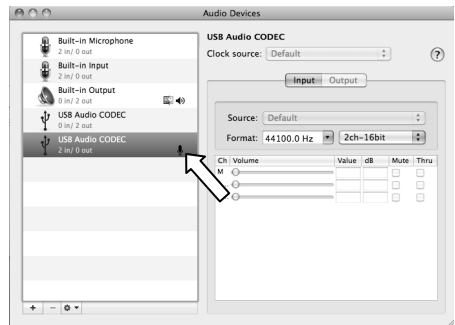 Audio Devices
Built-in Microphone
2 in/ 0 out
Built-in Input
2 in/ 0 out
Built-in Output
0 in/ 2 out
USB Audio CODEC
0 in/ 2 out
USB Audio CODEC
2 in/ 0 out
USB Audio CODEC
Clock source: Default
?
Input Output
Source: Default
Format: 44100.0 Hz 2ch-16bit
Ch Volume Value dB Mute Thru
M